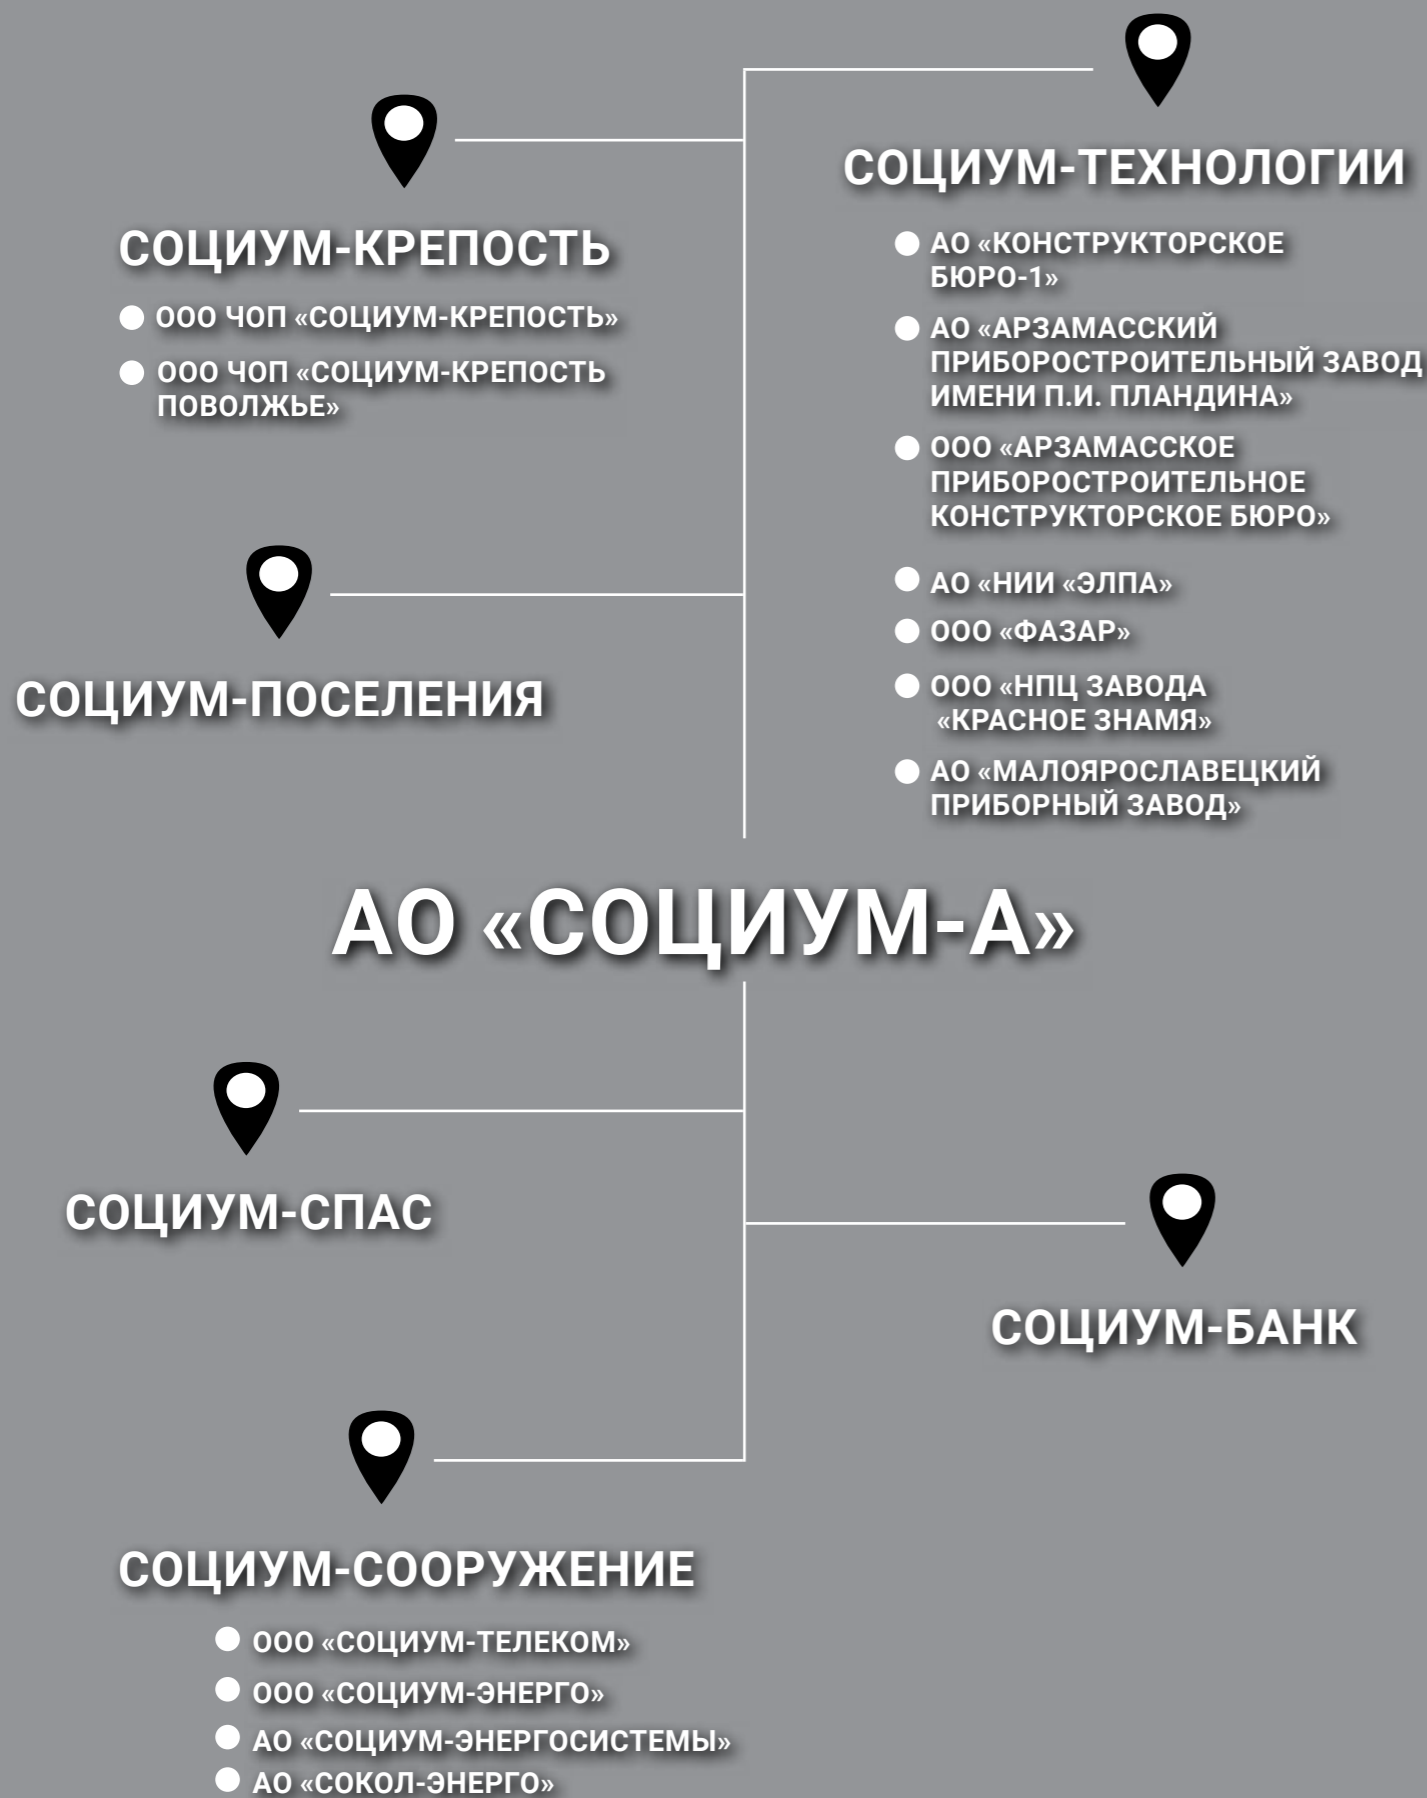 СОЦИУМ-КРЕПОСТЬ
ООО ЧОП «СОЦИУМ-КРЕПОСТЬ»
ООО ЧОП «СОЦИУМ-КРЕПОСТЬ
ПОВОЛЖЬЕ»
СОЦИУМ-ТЕХНОЛОГИИ
АО «КОНСТРУКТОРСКОЕ
БЮРО-1»
АО «АРЗАМАССКИЙ
ПРИБОРОСТРОИТЕЛЬНЫЙ ЗАВОД
ИМЕНИ П.И. ПЛАНДИНА»
ООО «АРЗАМАССКОЕ
ПРИБОРОСТРОИТЕЛЬНОЕ
КОНСТРУКТОРСКОЕ БЮРО»
АО «НИИ «ЭЛПА»
ООО «ФАЗАР»
ООО «НПЦ ЗАВОДА
«КРАСНОЕ ЗНАМЯ»
АО «МАЛОЯРОСЛАВЕЦКИЙ
ПРИБОРНЫЙ ЗАВОД»
СОЦИУМ-ПОСЕЛЕНИЯ
АО «СОЦИУМ-А»
СОЦИУМ-СПАС
СОЦИУМ-БАНК
СОЦИУМ-СООРУЖЕНИЕ
ООО «СОЦИУМ-ТЕЛЕКОМ»
ООО «СОЦИУМ-ЭНЕРГО»
АО «СОЦИУМ-ЭНЕРГОСИСТЕМЫ»
АО «СОКОЛ-ЭНЕРГО»